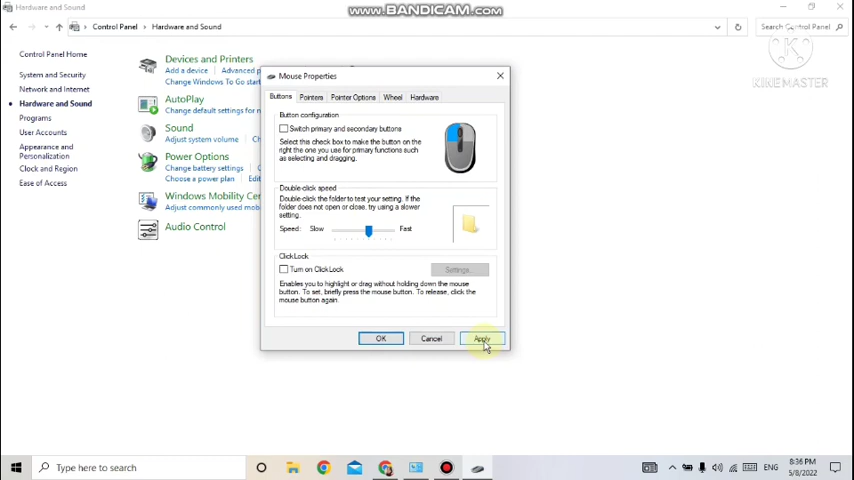 Hardware and Sound
www.BANDICAM.com
Control Panel > Hardware and Sound
Search Control Panel
KINEMASTER
Control Panel Home
System and Security
Network and Internet
Hardware and Sound
Programs
User Accounts
Appearance and
Personalization
Clock and Region
Ease of Access
Devices and Printers
Add a device
Advanced
Change Windows To Go start
AutoPlay
Change default settings for
Sound
Adjust system volume
Power Options
Change battery settings
Choose a power plan
Edit
Windows Mobility
Adjust commonly used
Audio Control
Mouse Properties
Buttons
Pointers
Pointer Options
Wheel
Hardware
Button configuration
Switch primary and secondary buttons
Select this check box to make the button on the
right the one you use for primary functions such
as selecting and dragging.
Double-click speed
Double-click the folder to test your setting. If the
folder does not open or close, try using a slower
setting.
Speed: Slow Fast
ClickLock
Turn on ClickLock
Settings...
Enables you to highlight or drag without holding down the mouse
button. To set, briefly press the mouse button. To release, click the
mouse button again.
OK
Cancel
Apply
Type here to search
ENG
8:36 PM
5/8/2022